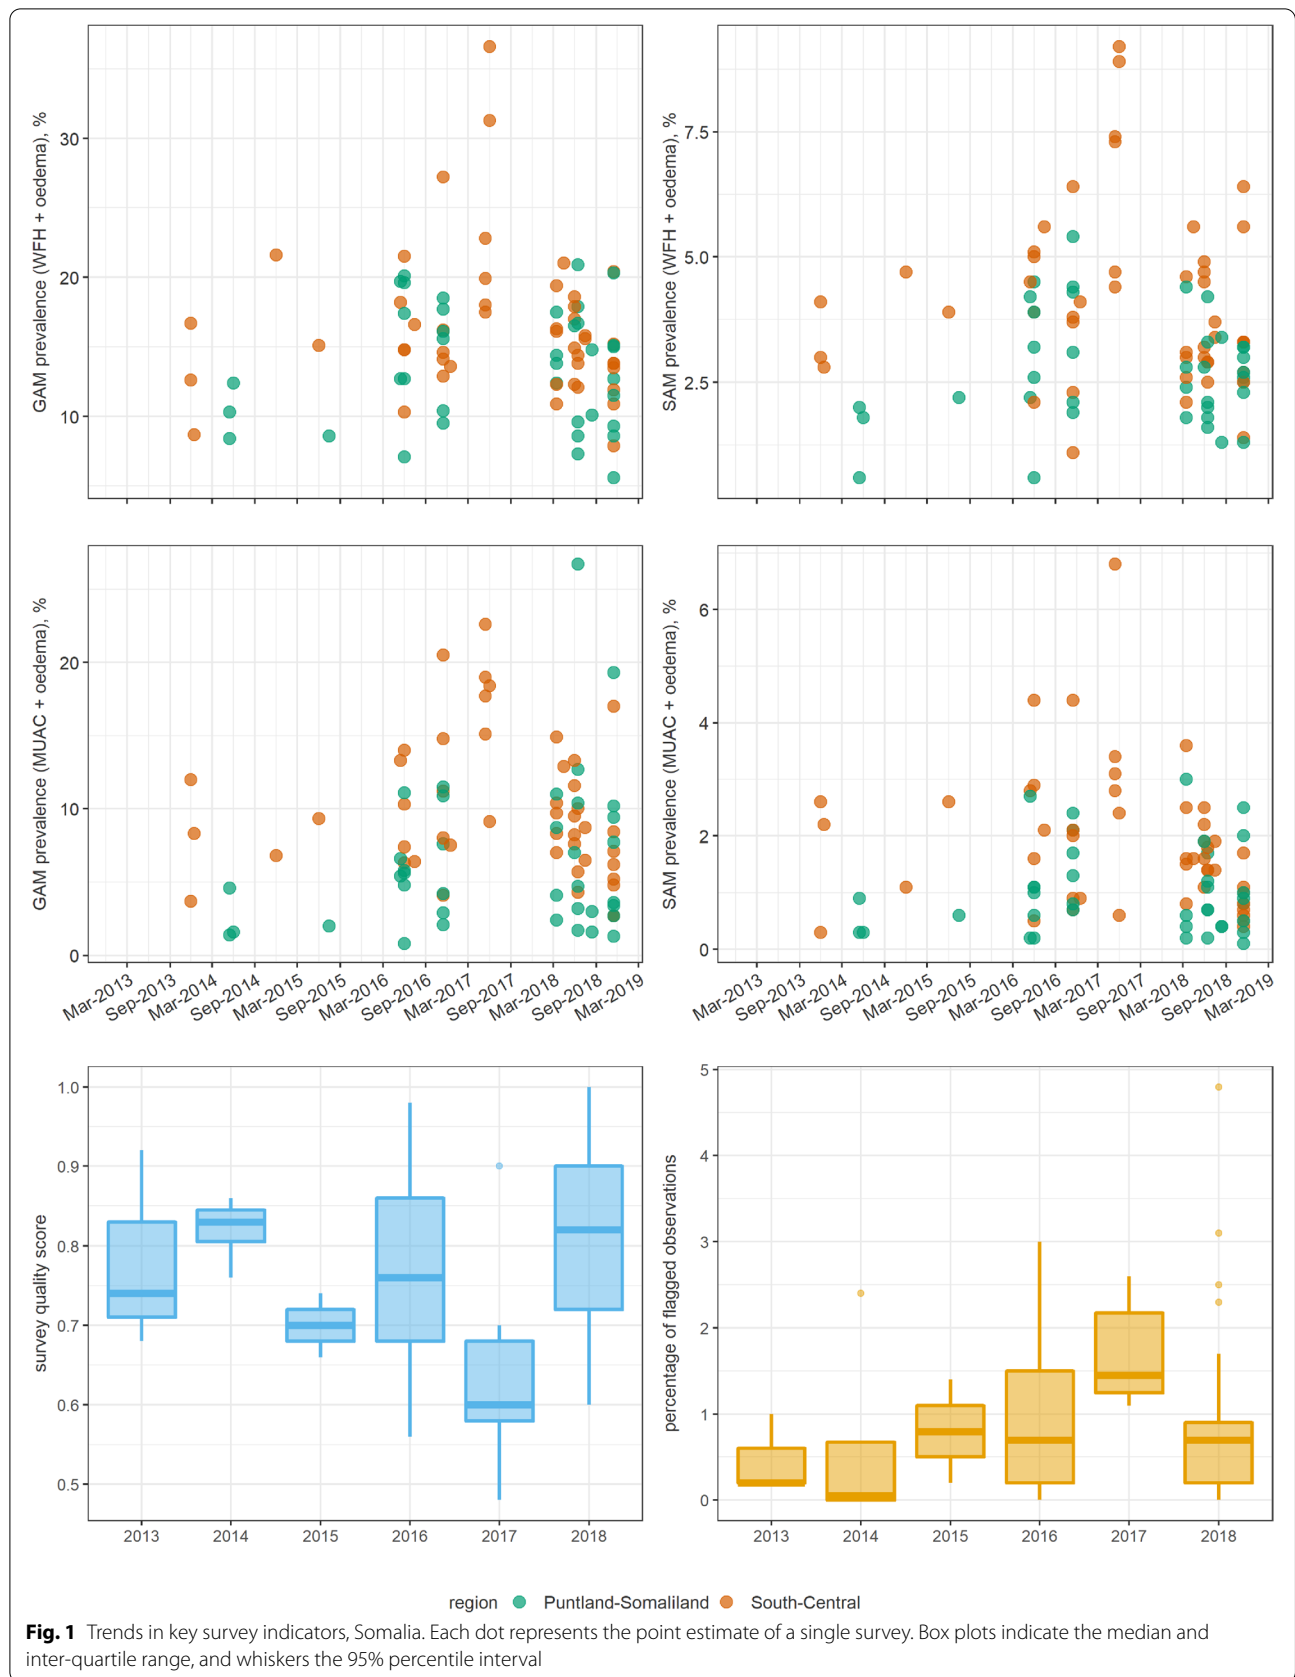 GAM prevalence (WFH + oedema), %
30
20
10
SAM prevalence (WFH + oedema), %
7.5
5.0
2.5
GAM prevalence (MUAC + oedema), %
20
10
0
Mar-2013
Sep-2013
Mar-2014
Sep-2014
Mar-2015
Sep-2015
Mar-2016
Sep-2016
Mar-2017
Sep-2017
Mar-2018
Sep-2018
Mar-2019
SAM prevalence (MUAC + oedema), %
6
4
2
0
Mar-2013
Sep-2013
Mar-2014
Sep-2014
Mar-2015
Sep-2015
Mar-2016
Sep-2016
Mar-2017
Sep-2017
Mar-2018
Sep-2018
Mar-2019
survey quality score
1.0
0.9
0.8
0.7
0.6
0.5
2013 2014 2015 2016 2017 2018
percentage of flagged observations
5
4
3
2
1
0
2013 2014 2015 2016 2017 2018
region Puntland-Somaliland South-Central
Fig. 1 Trends in key survey indicators, Somalia. Each dot represents the point estimate of a single survey. Box plots indicate the median and
inter-quartile range, and whiskers the 95% percentile interval